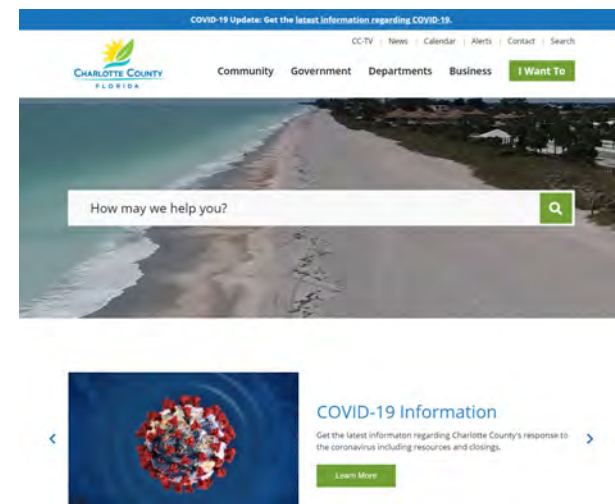 COVID-19 Update: Get the latest information regarding COVID-19.
CC-TV | News | Calendar | Alerts | Contact | Search
CHARLOTTE COUNTY
FLORIDA
Community Government Departments Business I Want To
How may we help you?
COVID-19 Information
Get the latest informaton regarding Charlotte County's response to
the coronavirus including resources and closings.
Learn More